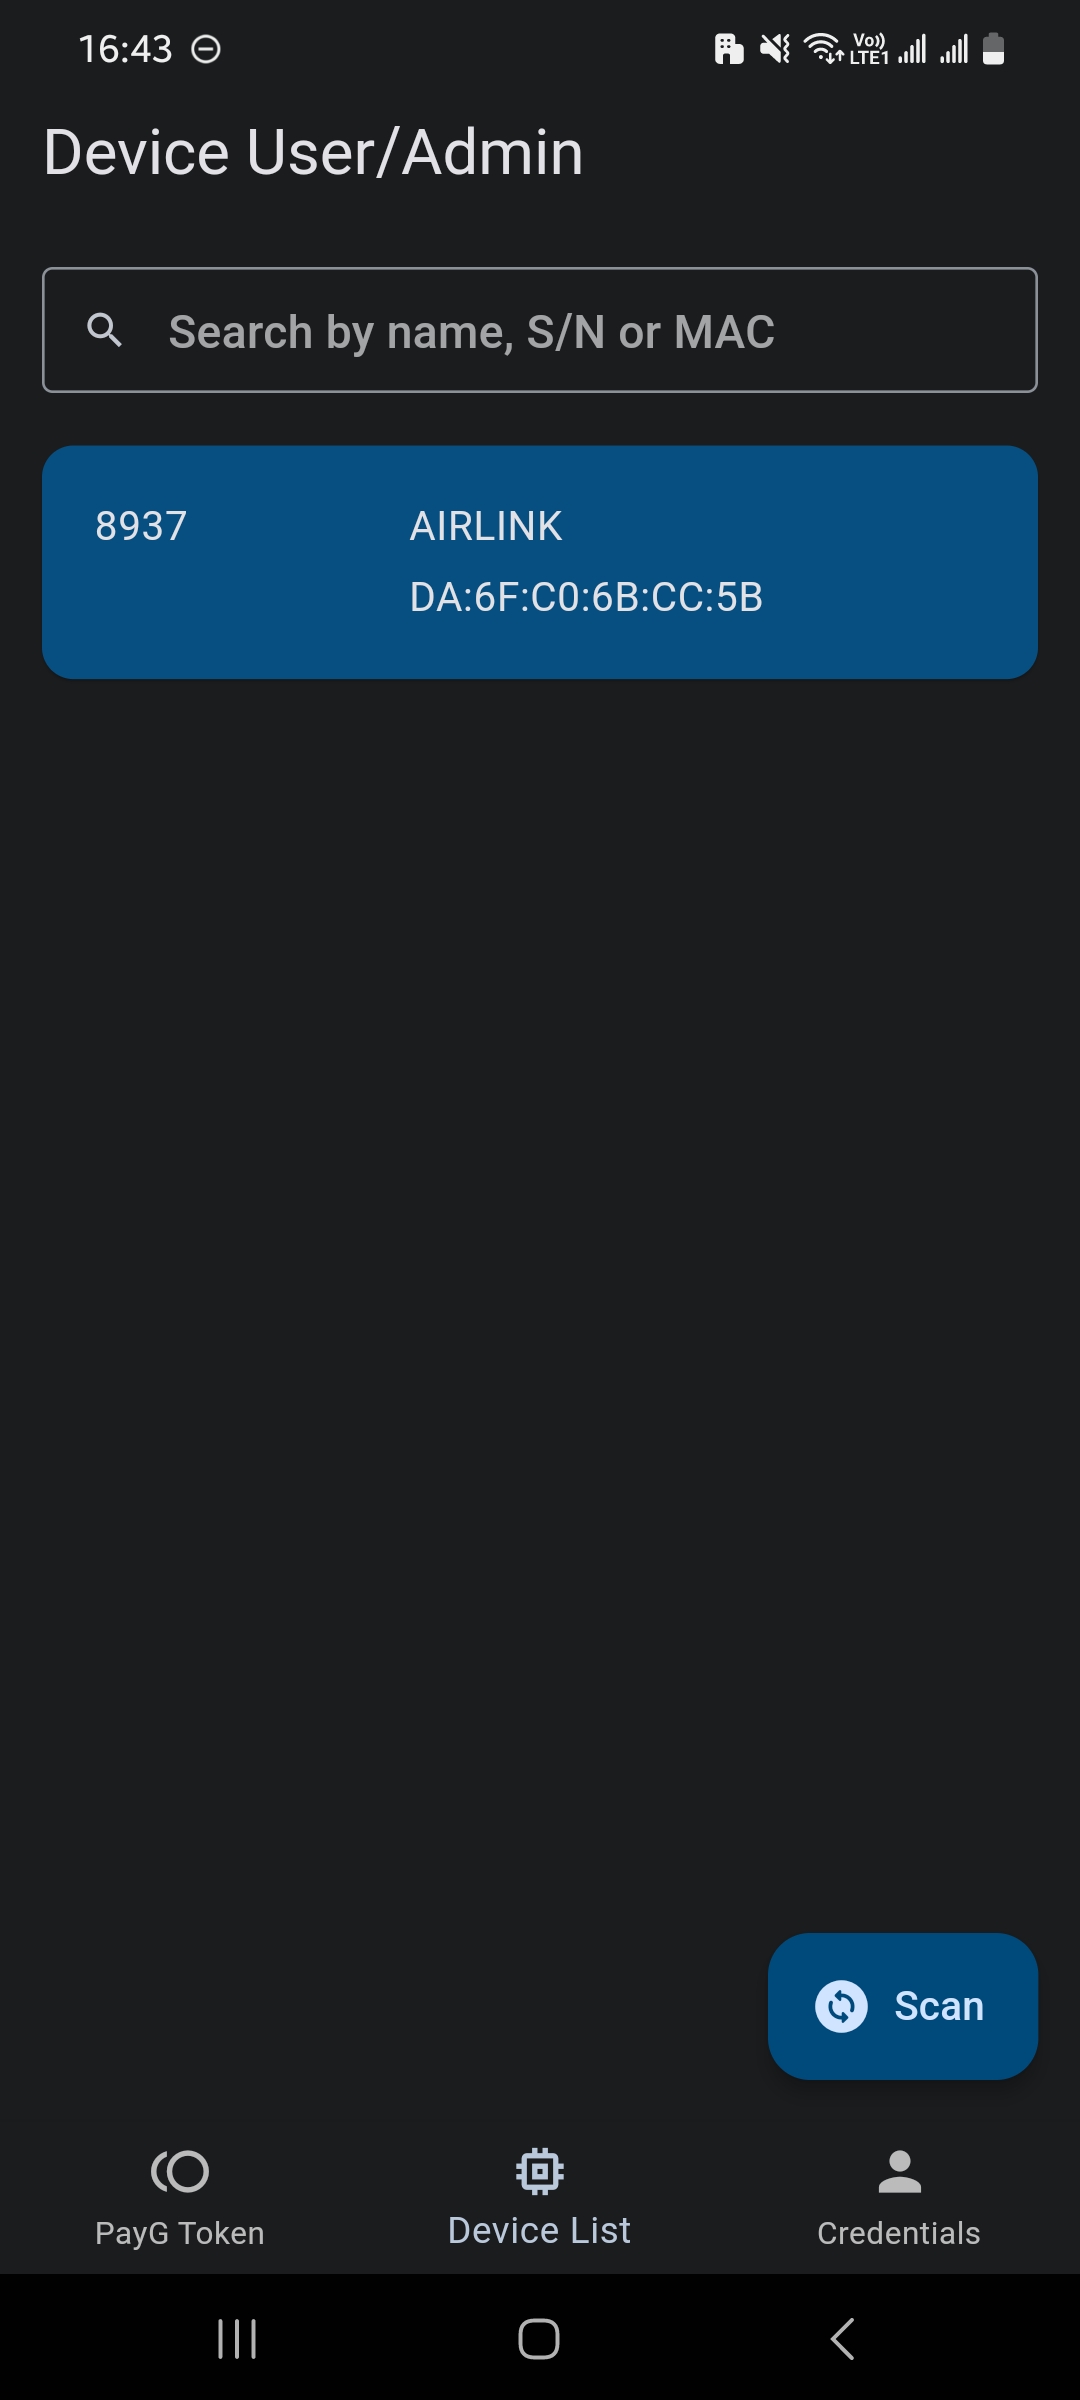 16:43
Vo)) LTE1
Device User/Admin
Search by name, S/N or MAC
8937 AIRLINK
DA:6F:C0:6B:CC:5B
Scan
PayG Token Device List Credentials